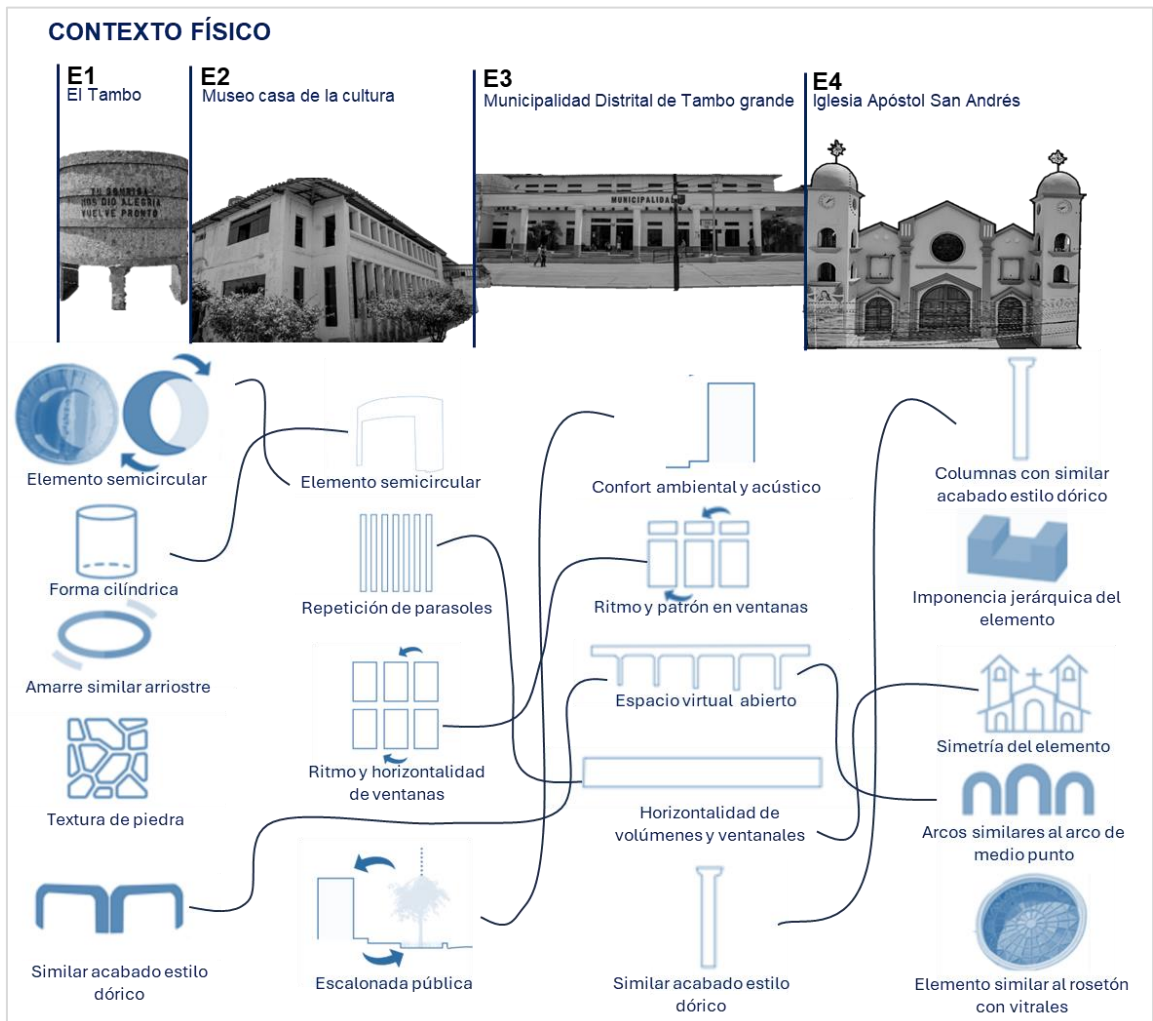 CONTEXTO FÍSICO
E1
El Tambo
E2
Museo casa de la cultura
E3
Municipalidad Distrital de Tambo grande
E4
Iglesia Apóstol San Andrés
TU SONRISA
NOS DIO ALEGRIA
VUELVE PRONTO
MUNICIPALIDAD
Elemento semicircular
Forma cilíndrica
Amarre similar arriostre
Textura de piedra
Similar acabado estilo
dórico
Elemento semicircular
Repetición de parasoles
Ritmo y horizontalidad
de ventanas
Escalonada pública
Confort ambiental y acústico
Ritmo y patrón en ventanas
Espacio virtual abierto
Horizontalidad de
volúmenes y ventanales
Similar acabado estilo
dórico
Columnas con similar
acabado estilo dórico
Imponencia jerárquica del
elemento
Simetría del elemento
Arcos similares al arco de
medio punto
Elemento similar al rosetón
con vitrales